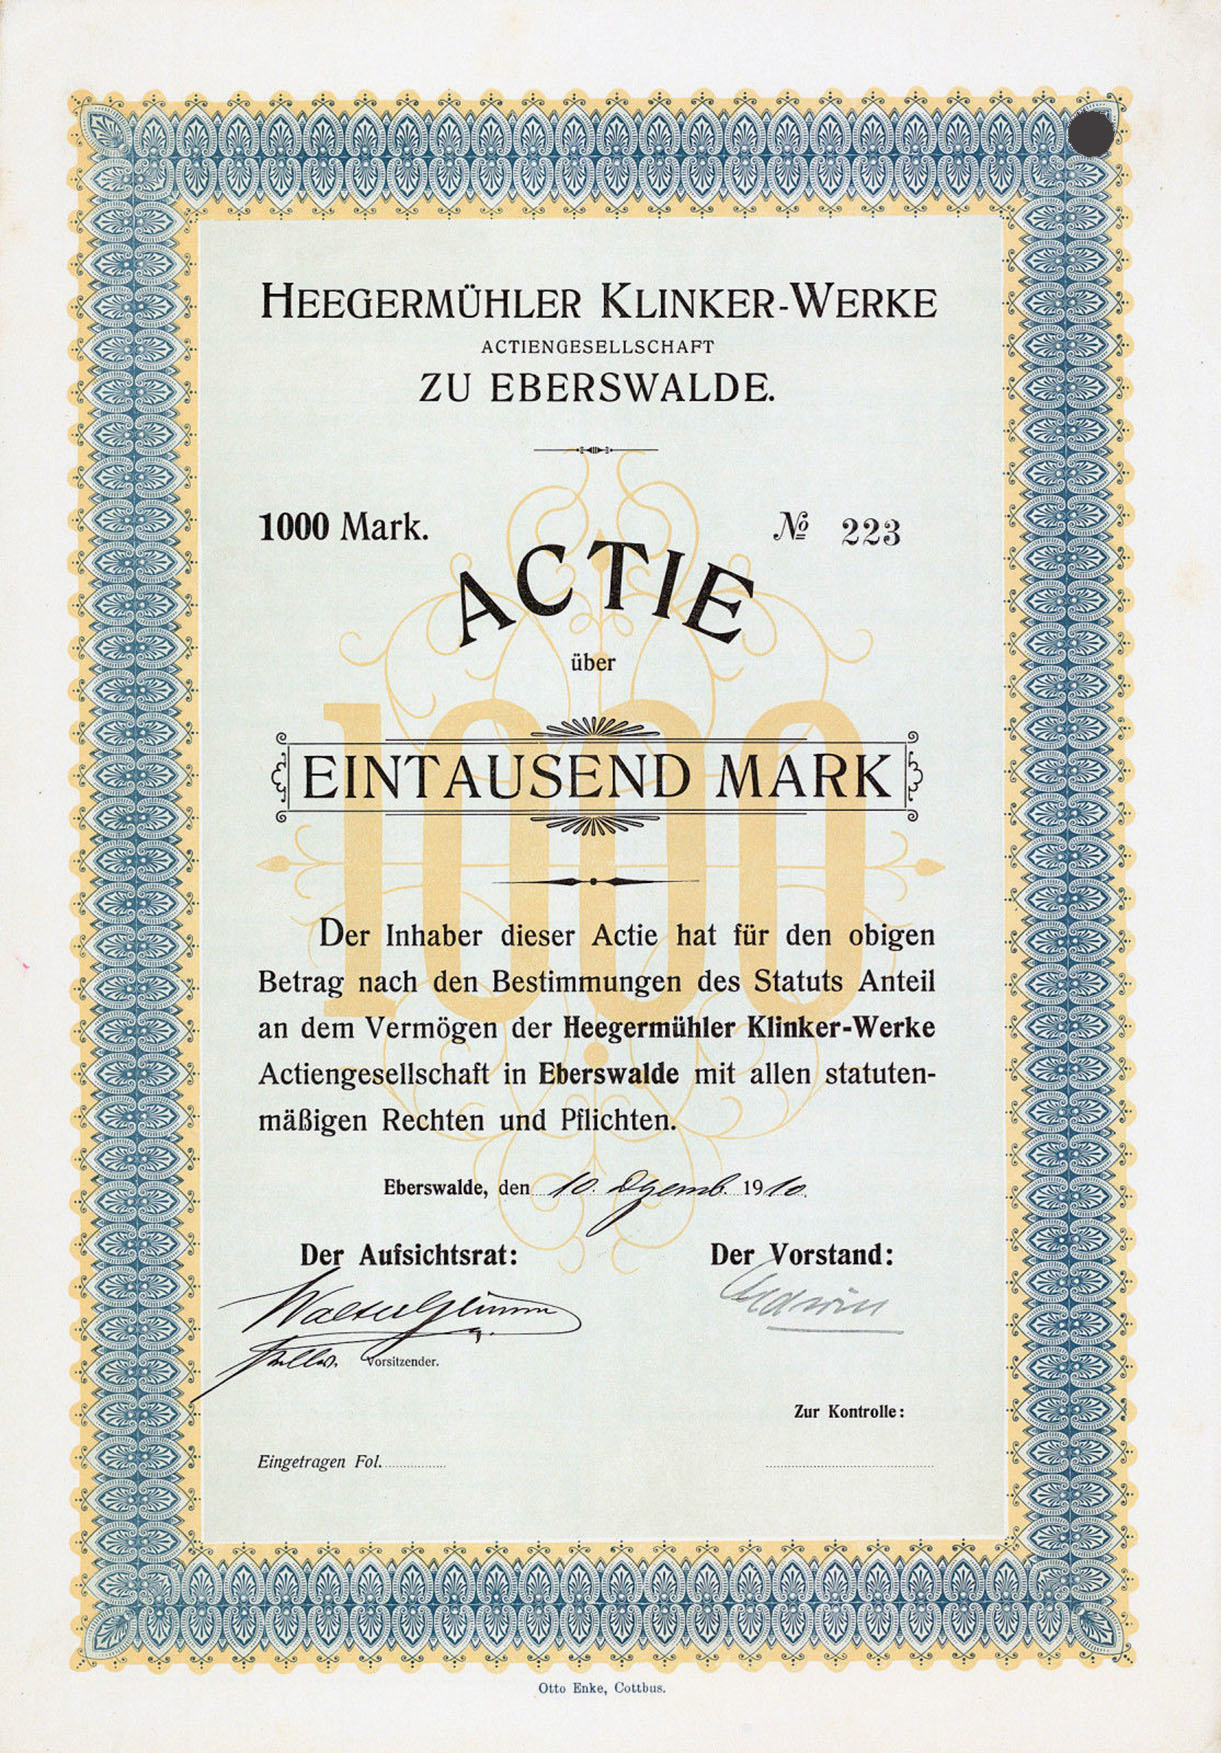 HEEGERMÜHLER KLINKER-WERKE
ACTIENGESELLSCHAFT
ZU EBERSWALDE.
1000 Mark.
№ 223
ACTIE
über
1000
EINTAUSEND MARK
Der Inhaber dieser Actie hat für den obigen
Betrag nach den Bestimmungen des Statuts Anteil
an dem Vermögen der Heegermühler Klinker-Werke
Actiengesellschaft in Eberswalde mit allen statuten-
mäßigen Rechten und Pflichten.
Eberswalde, den 10. Dezemb. 1910.
Der Aufsichtsrat:
Der Vorstand:
Walter
Vorsitzender.
Zur Kontrolle:
Eingetragen Fol.
Otto Enke, Cottbus.